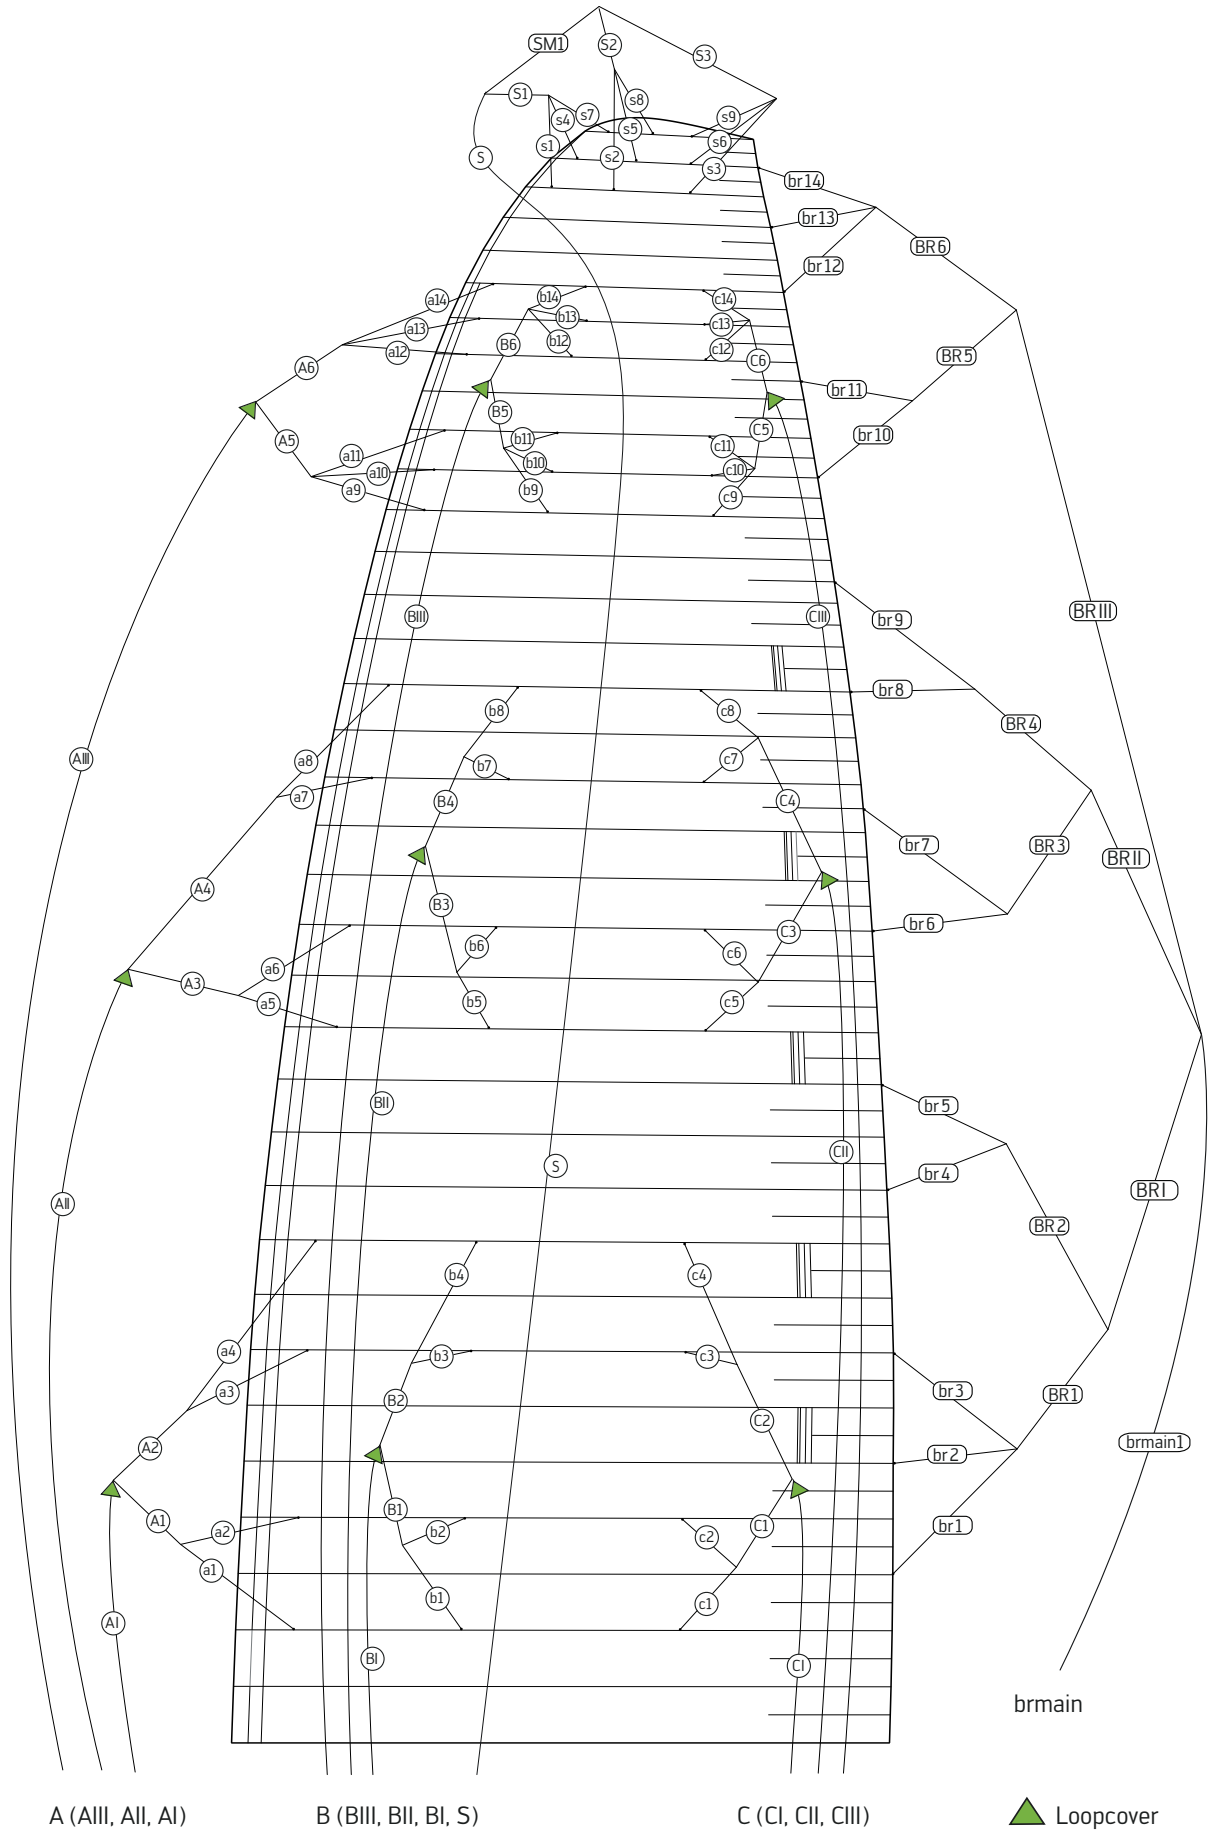 SM1
S2
S3
S1
s8
s7
s4
s9
s5
s6
s1
s2
S
s3
br14
br13
BR6
br12
b14
a14
c14
b13
c13
a13
b12
B6
c12
a12
BR5
C6
A6
br11
B5
C5
br10
b11
A5
c11
a11
b10
c10
a10
b9
a9
c9
BRIII
BIII
CIII
br9
br8
b8
c8
BR4
AIII
c7
a8
b7
a7
B4
C4
br7
BR3
BRII
A4
B3
br6
C3
b6
c6
a6
A3
b5
c5
a5
BII
br5
CII
S
br4
BRI
AII
BR2
b4
c4
a4
b3
c3
br3
a3
BR1
B2
C2
brmain1
A2
br2
B1
A1
C1
br1
b2
a2
c2
a1
b1
c1
AI
BI
CI
brmain
A (AIII, AII, AI) B (BIII, BII, BI, S) C (CI, CII, CIII) Loopcover